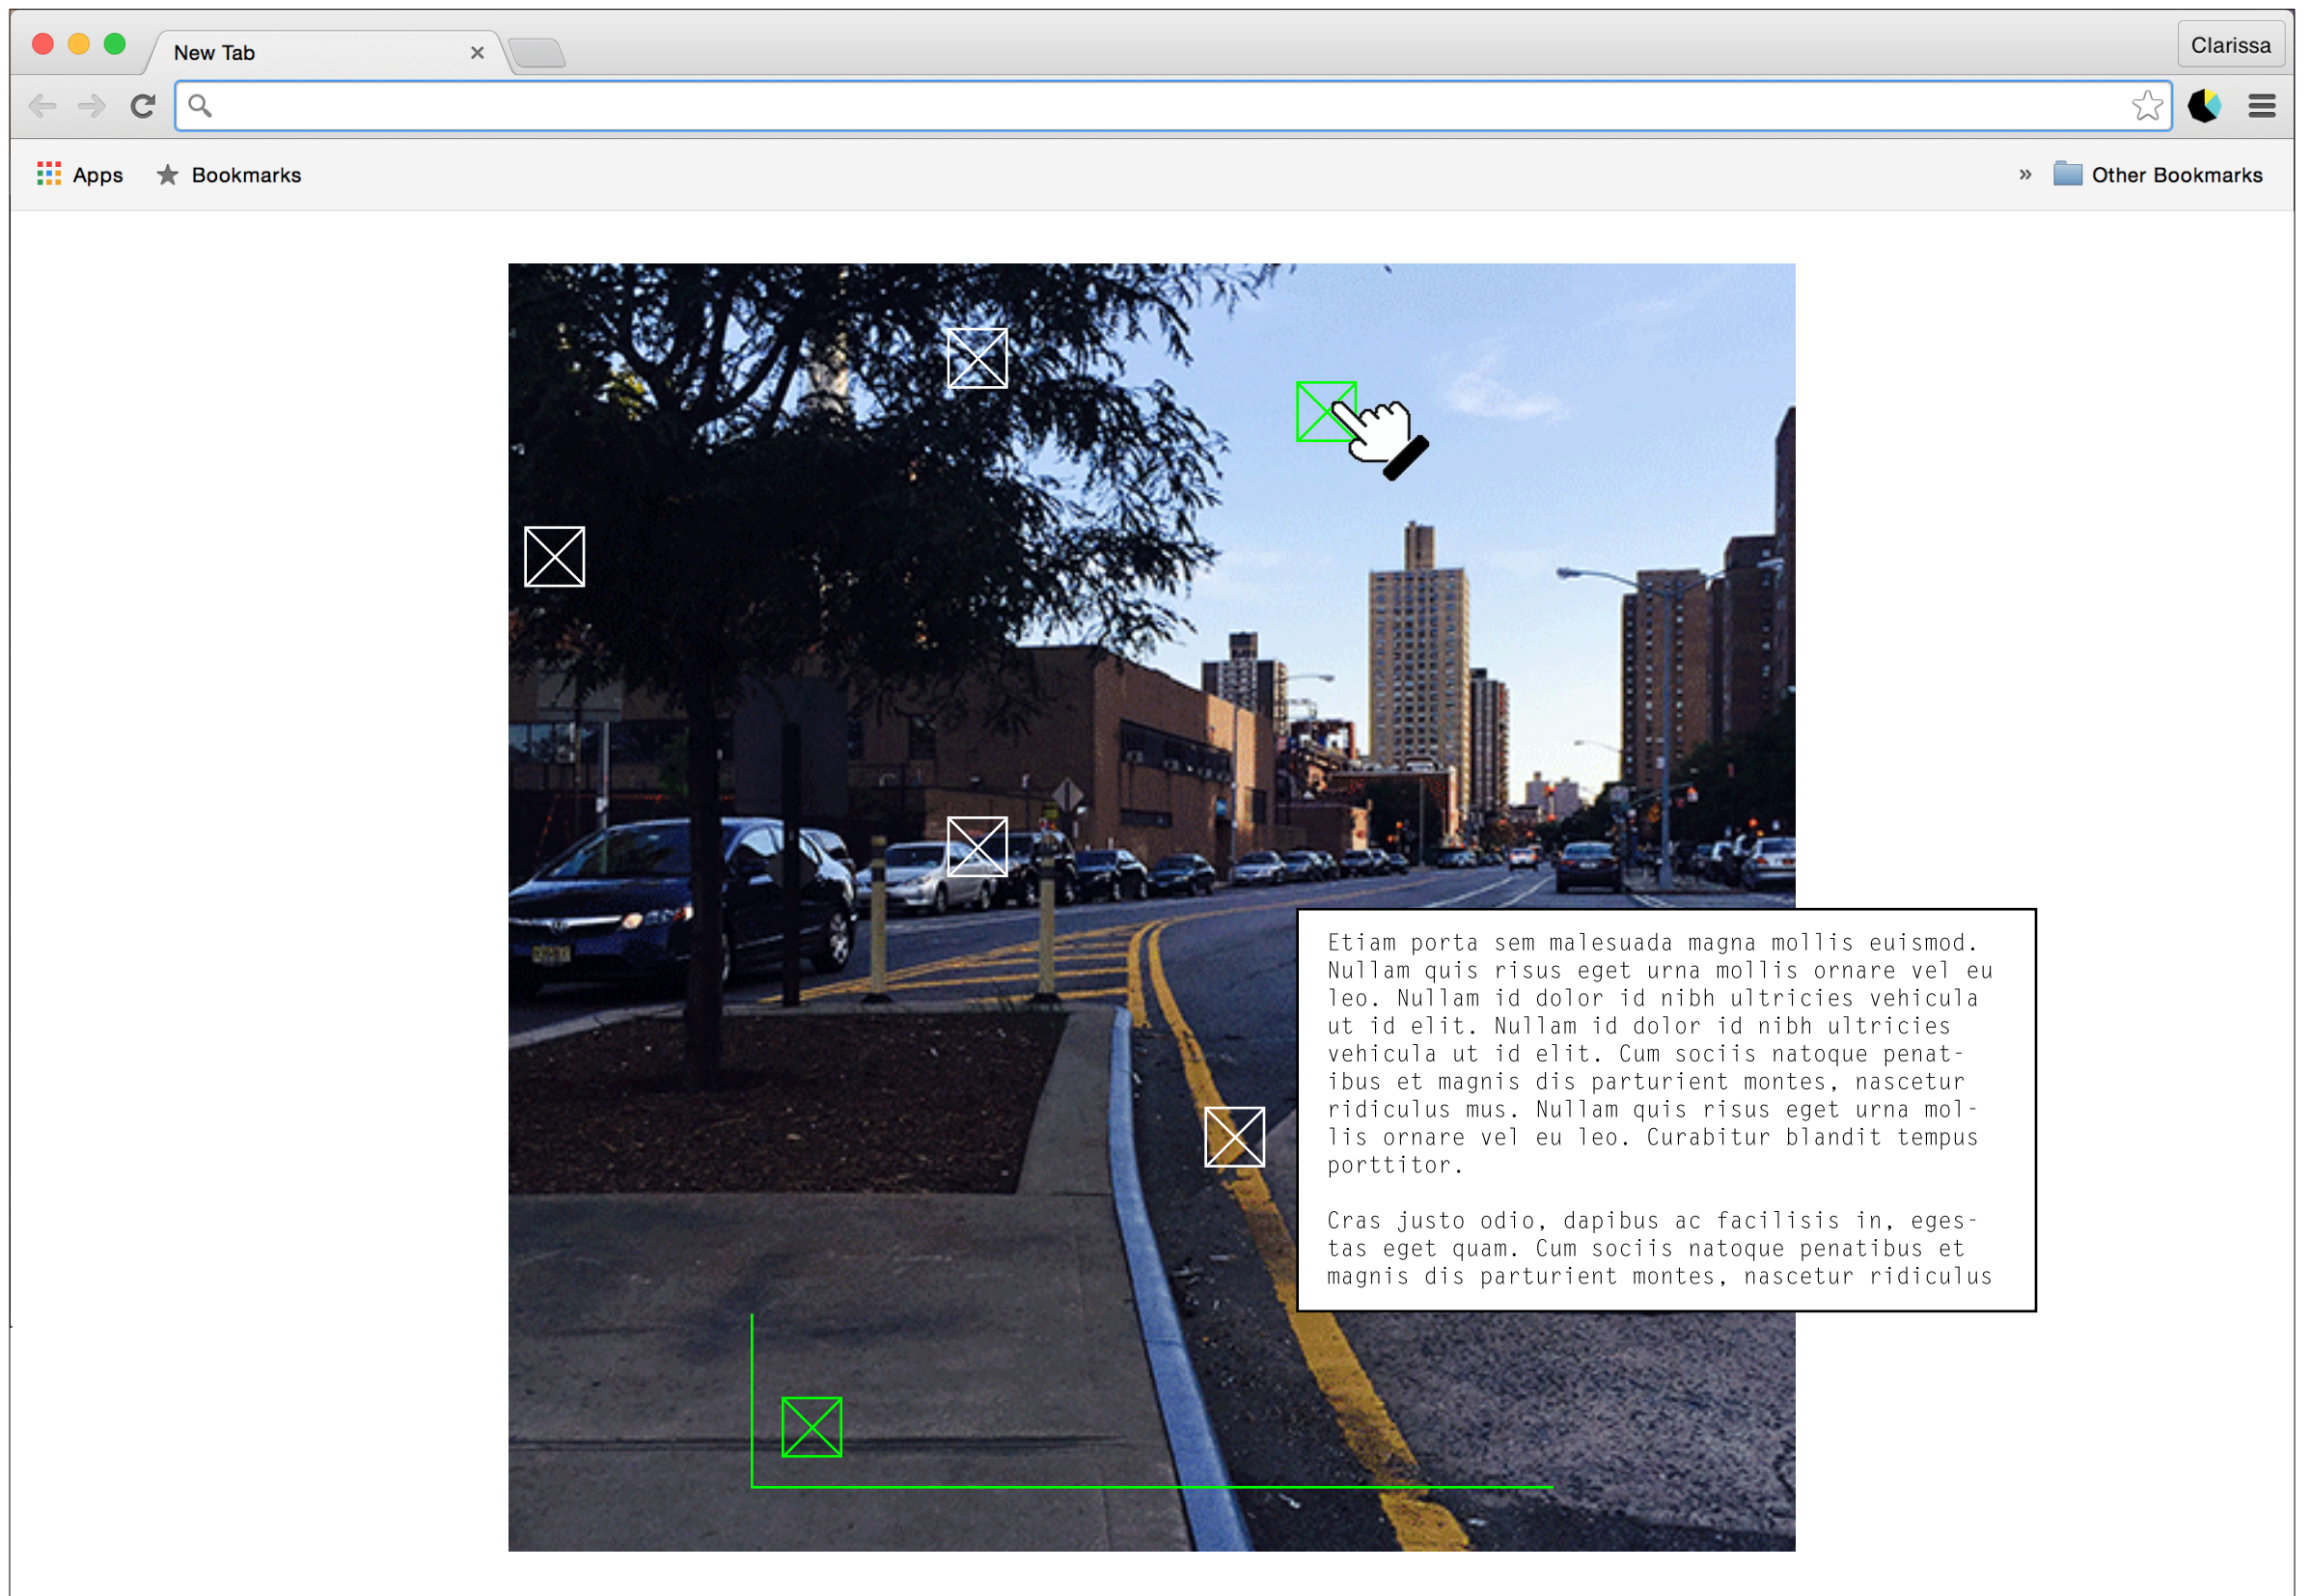 New Tab
Clarissa
Apps
Bookmarks
»
Other Bookmarks
Etiam porta sem malesuada magna mollis euismod.
Nullam quis risus eget urna mollis ornare vel eu
leo. Nullam id dolor id nibh ultricies vehicula
ut id elit. Nullam id dolor id nibh ultricies
vehicula ut id elit. Cum sociis natoque penat-
ibus et magnis dis parturient montes, nascetur
ridiculus mus. Nullam quis risus eget urna mol-
lis ornare vel eu leo. Curabitur blandit tempus
porttitor.
Cras justo odio, dapibus ac facilisis in, eges-
tas eget quam. Cum sociis natoque penatibus et
magnis dis parturient montes, nascetur ridiculus